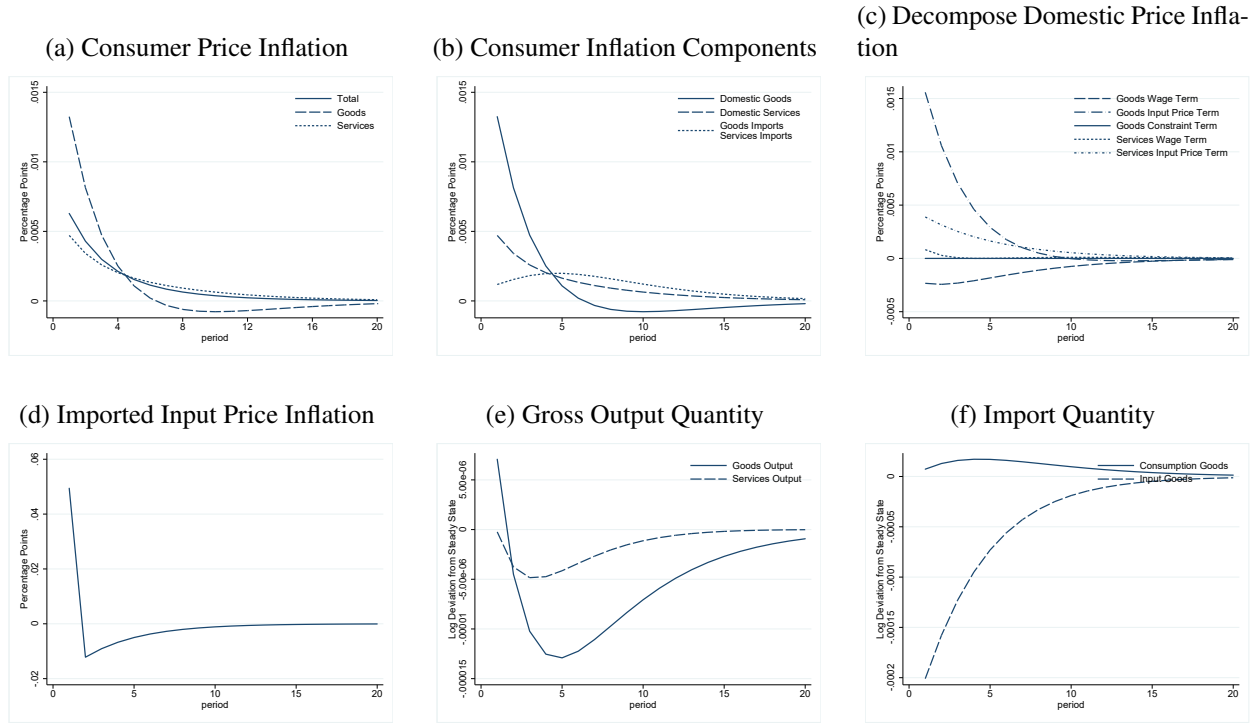 (c) Decompose Domestic Price Infla-
tion
(a) Consumer Price Inflation
(b) Consumer Inflation Components
Percentage Points
.0015
.001
.0005
0
0
4
8
12
16
20
period
Total
Goods
Services
Percentage Points
.0015
.001
.0005
0
0
5
10
15
20
period
Domestic Goods
Domestic Services
Goods Imports
Services Imports
Percentage Points
.0015
.001
.0005
0
-.0005
0
5
10
15
20
period
Goods Wage Term
Goods Input Price Term
Goods Constraint Term
Services Wage Term
Services Input Price Term
(d) Imported Input Price Inflation
(e) Gross Output Quantity
(f) Import Quantity
Percentage Points
.06
.04
.02
0
-.02
0
5
10
15
20
period
Log Deviation from Steady State
5.00e-06
0
-5.00e-06
-.00001
-.000015
0
5
10
15
20
period
Goods Output
Services Output
Log Deviation from Steady State
0
-.00005
-.0001
-.00015
-.0002
0
5
10
15
20
period
Consumption Goods
Input Goods